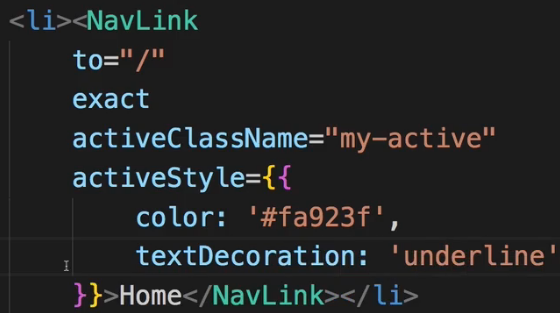 <li><NavLink
to="/"
exact
activeClassName="my-active"
activeStyle={{
color: '#fa923f',
textDecoration: 'underline'
}}>Home</NavLink></li>